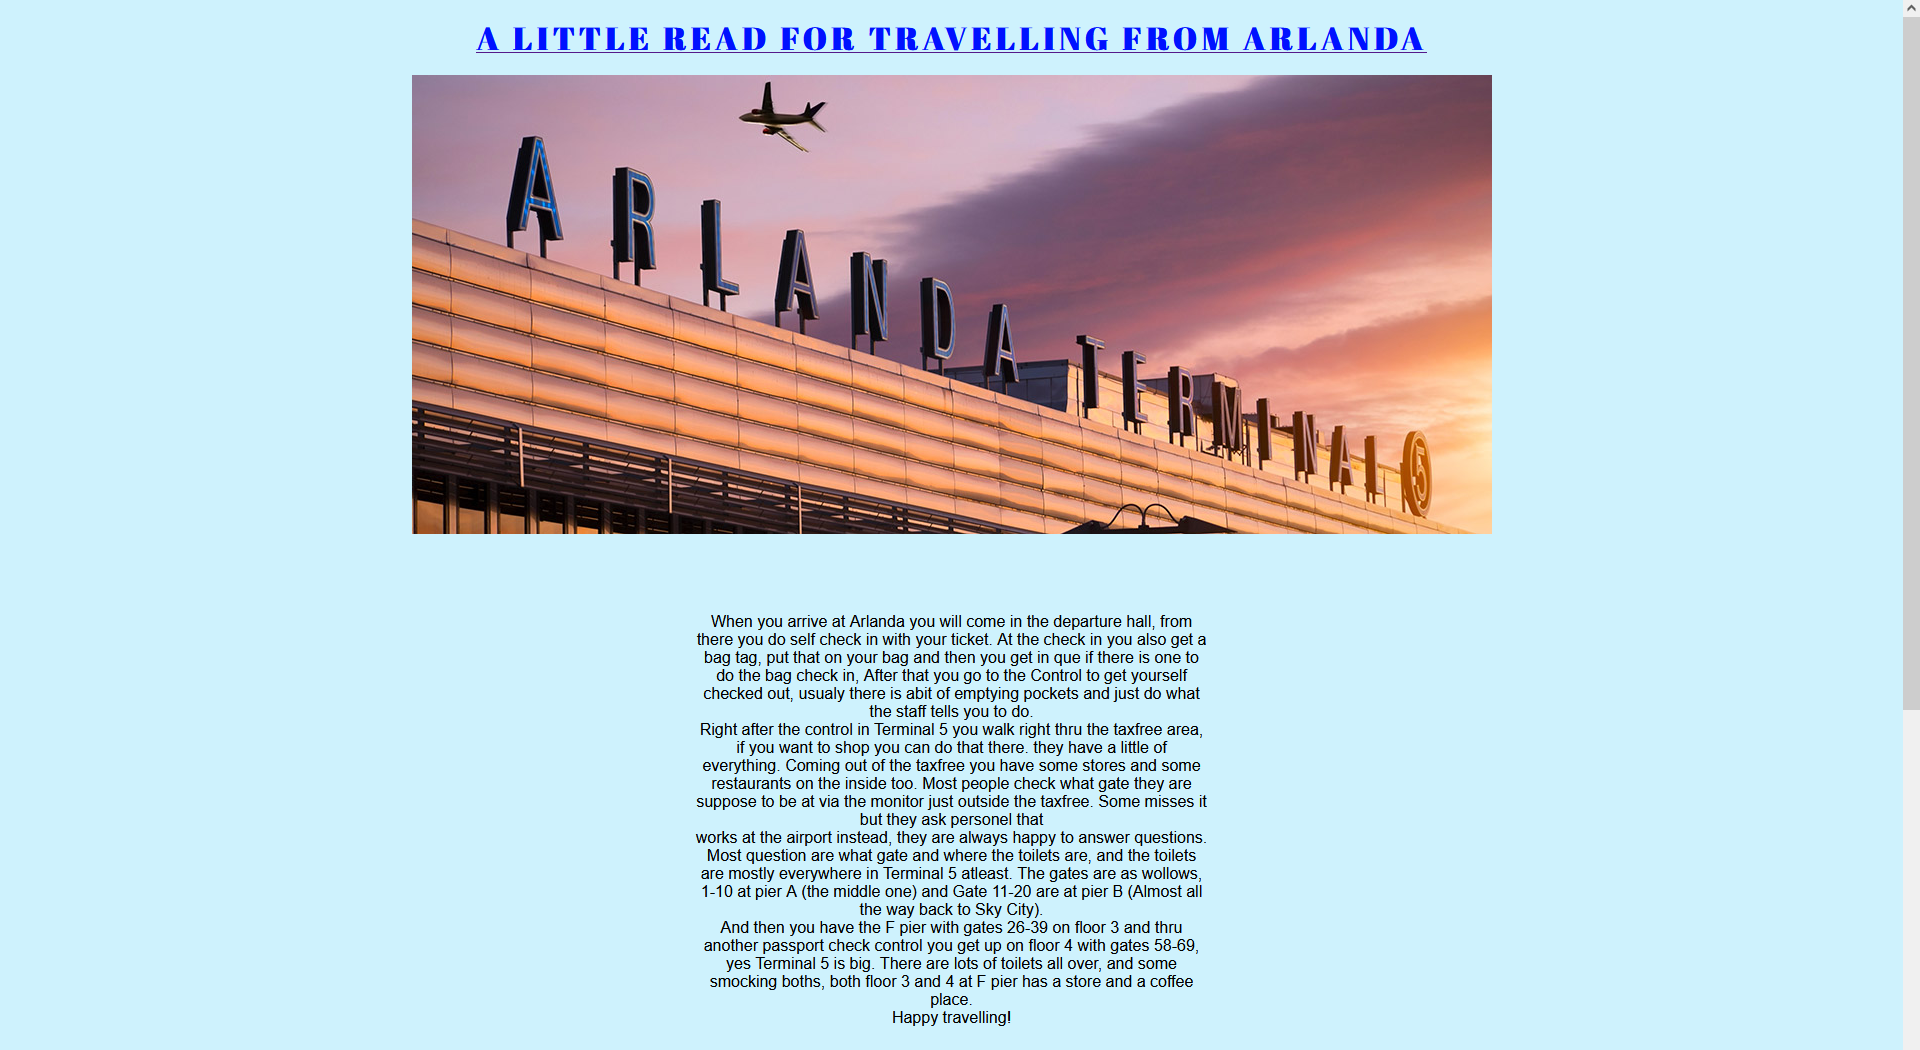 A LITTLE READ FOR TRAVELLING FROM ARLANDA
ARLANDA TERMINAL 5
When you arrive at Arlanda you will come in the departure hall, from
there you do self check in with your ticket. At the check in you also get a
bag tag, put that on your bag and then you get in que if there is one to
do the bag check in, After that you go to the Control to get yourself
checked out, usualy there is abit of emptying pockets and just do what
the staff tells you to do.
Right after the control in Terminal 5 you walk right thru the taxfree area,
if you want to shop you can do that there. they have a little of
everything. Coming out of the taxfree you have some stores and some
restaurants on the inside too. Most people check what gate they are
suppose to be at via the monitor just outside the taxfree. Some misses it
but they ask personel that
works at the airport instead, they are always happy to answer questions.
Most question are what gate and where the toilets are, and the toilets
are mostly everywhere in Terminal 5 atleast. The gates are as wollows,
1-10 at pier A (the middle one) and Gate 11-20 are at pier B (Almost all
the way back to Sky City).
And then you have the F pier with gates 26-39 on floor 3 and thru
another passport check control you get up on floor 4 with gates 58-69,
yes Terminal 5 is big. There are lots of toilets all over, and some
smocking boths, both floor 3 and 4 at F pier has a store and a coffee
place.
Happy travelling!